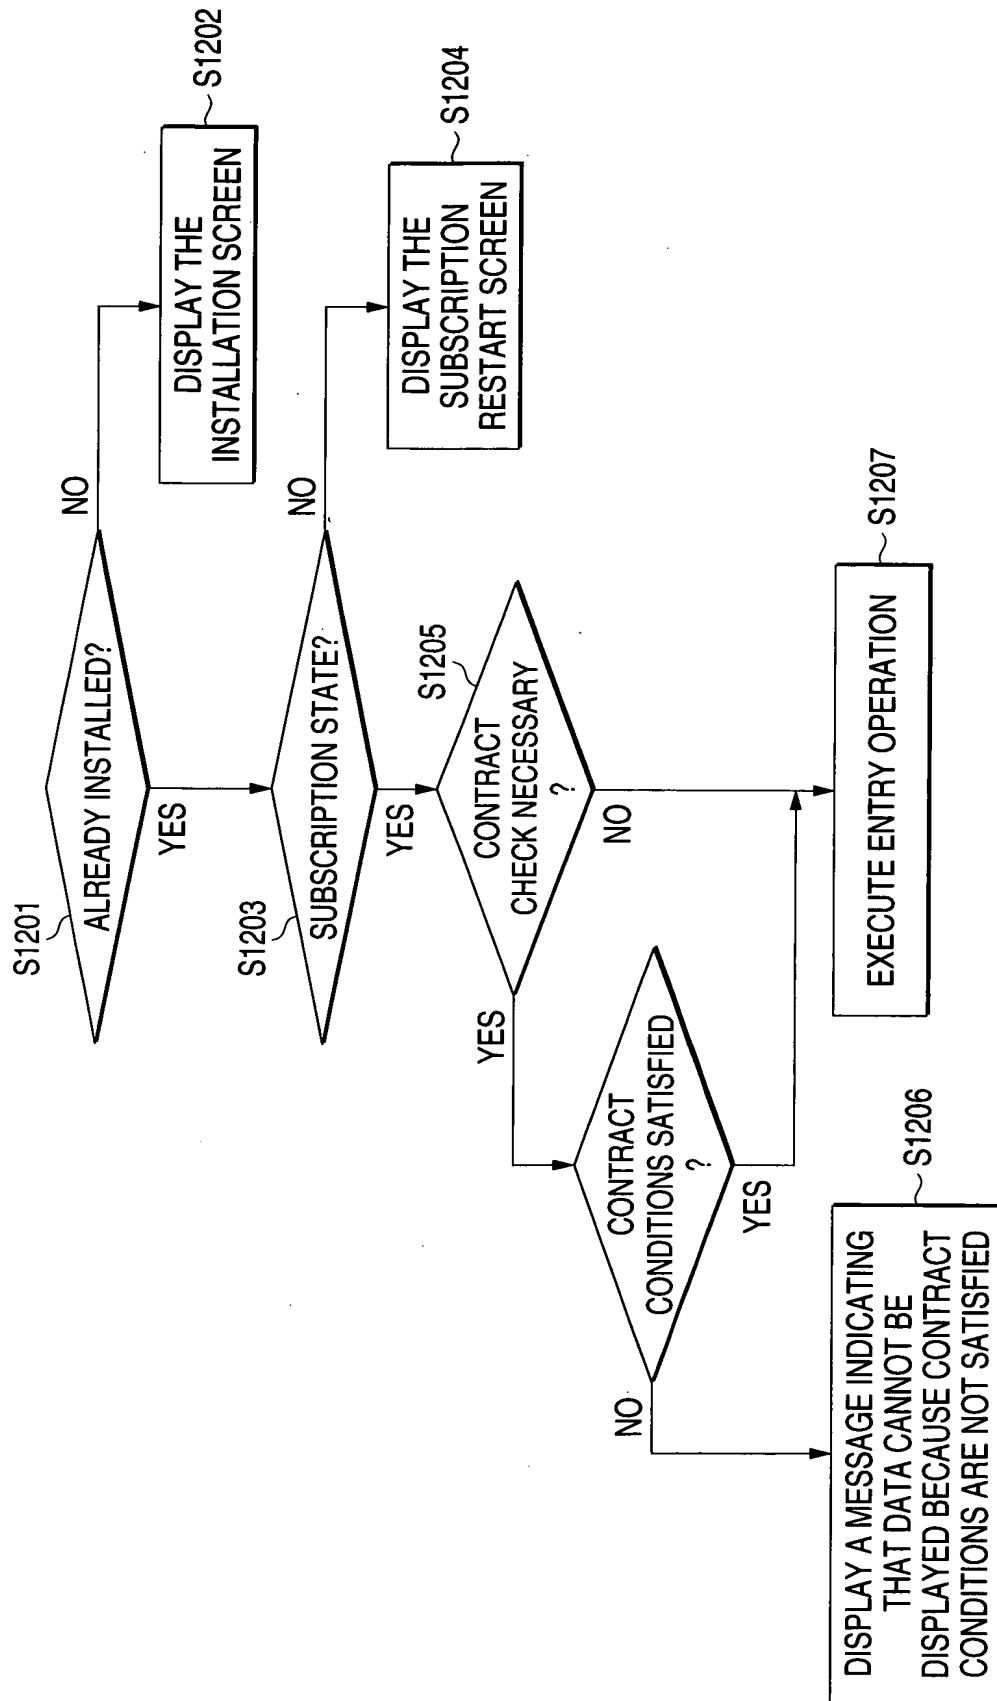 S1201
ALREADY INSTALLED?
NO
YES
DISPLAY THE
INSTALLATION SCREEN
S1202
S1203
SUBSCRIPTION STATE?
NO
YES
DISPLAY THE
SUBSCRIPTION
RESTART SCREEN
S1204
S1205
CONTRACT
CHECK NECESSARY
?
YES
NO
CONTRACT
CONDITIONS SATISFIED
?
NO
YES
DISPLAY A MESSAGE INDICATING
THAT DATA CANNOT BE
DISPLAYED BECAUSE CONTRACT
CONDITIONS ARE NOT SATISFIED
S1206
EXECUTE ENTRY OPERATION
S1207